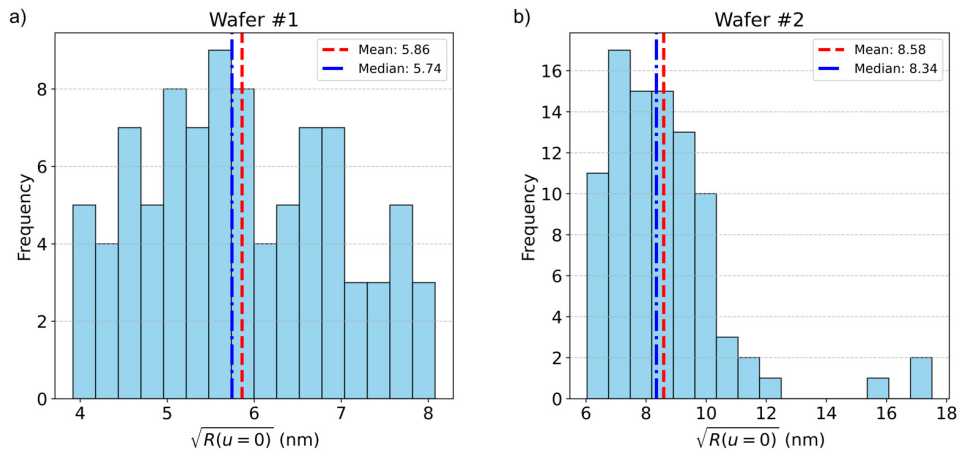 a)
Wafer #1
Mean: 5.86
Median: 5.74
8
6
4
2
0
Frequency
4 5 6 7 8
√R(u=0) (nm)
b)
Wafer #2
Mean: 8.58
Median: 8.34
16
14
12
10
8
6
4
2
0
Frequency
6 8 10 12 14 16 18
√R(u=0) (nm)